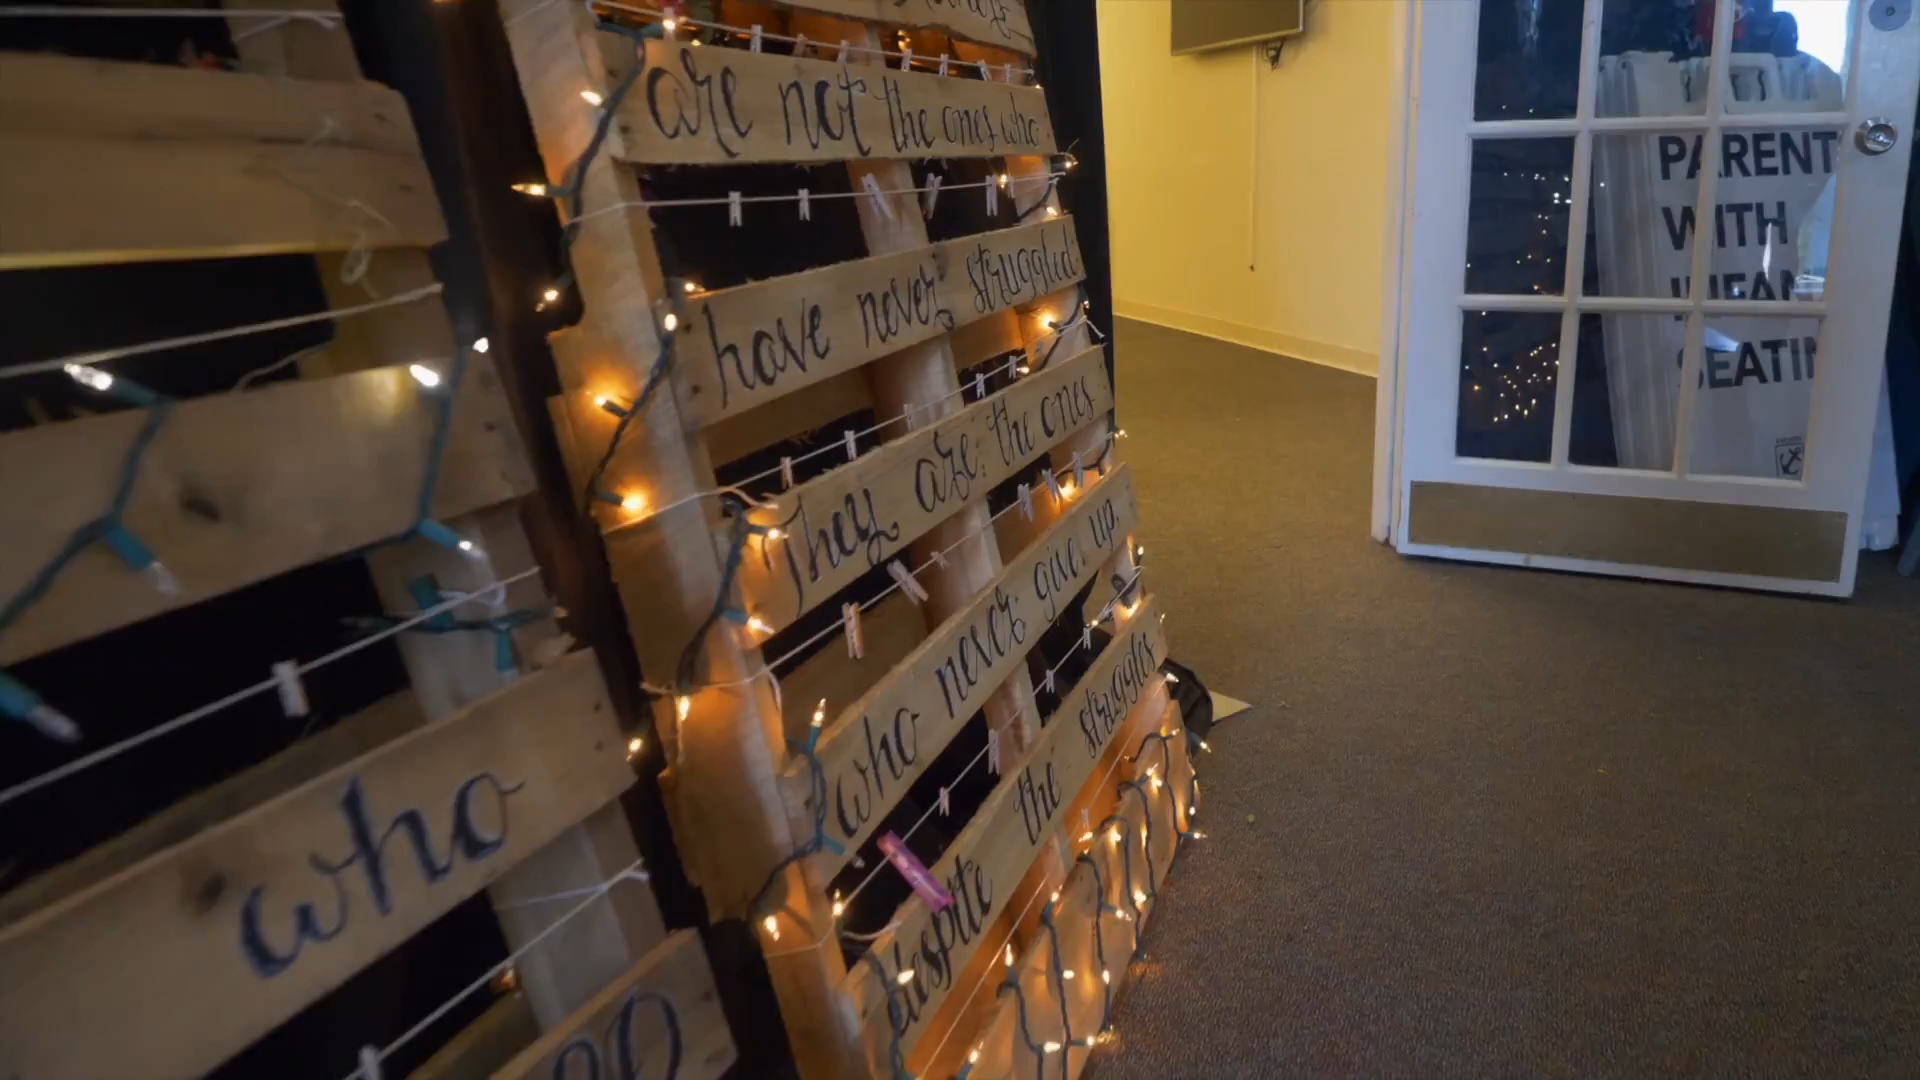 are not the ones who
have never struggled.
They are the ones
who never give up,
despite the struggles
who
PARENT
WITH
INFAN
SEATIN